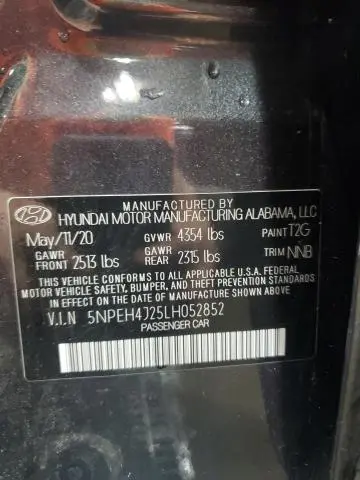 MANUFACTURED BY
HYUNDAI MOTOR MANUFACTURING ALABAMA, LLC
May/11/20 GVWR 4354 lbs PAINT T2G
GAWR FRONT 2513 lbs GAWR REAR 2315 lbs TRIM NNB
THIS VEHICLE CONFORMS TO ALL APPLICABLE U.S.A. FEDERAL
MOTOR VEHICLE SAFETY, BUMPER, AND THEFT PREVENTION
STANDARDS IN EFFECT ON THE DATE OF MANUFACTURE SHOWN ABOVE.
V.I.N 5NPEH4J25LH052852
PASSENGER CAR